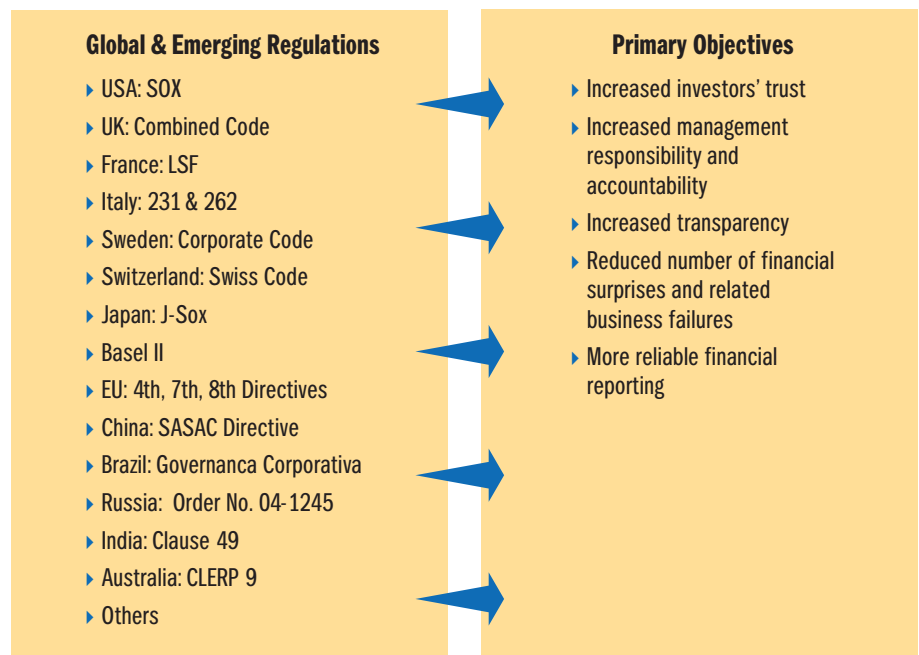 Global & Emerging Regulations
USA: SOX
UK: Combined Code
France: LSF
Italy: 231 & 262
Sweden: Corporate Code
Switzerland: Swiss Code
Japan: J-Sox
Basel II
EU: 4th, 7th, 8th Directives
China: SASAC Directive
Brazil: Governanca Corporativa
Russia: Order No. 04-1245
India: Clause 49
Australia: CLERP 9
Others
Primary Objectives
Increased investors' trust
Increased management
responsibility and
accountability
Increased transparency
Reduced number of financial
surprises and related
business failures
More reliable financial
reporting